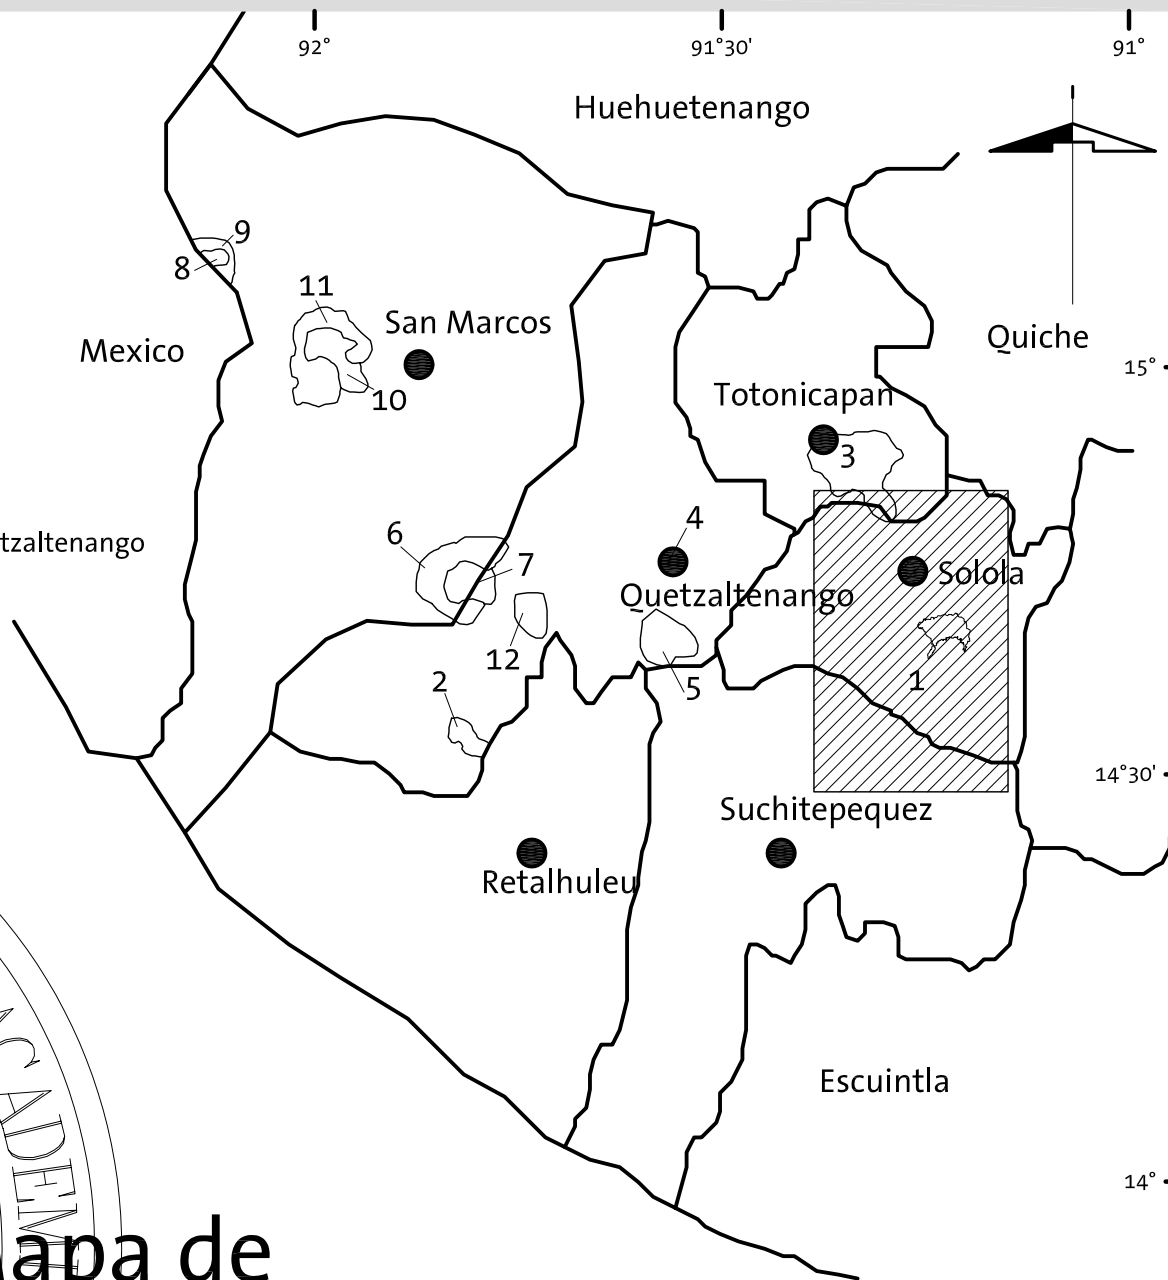 92°
91°30'
91°
Huehuetenango
9
8
11
San Marcos
Mexico
Quiche
15°
Totonicapan
10
3
4
6
tzaltenango
7
Solola
Quetzaltenango
12
2
5
1
14°30'
Suchitepequez
Retalhuleu
ACADEM
Escuintla
14°
apa de